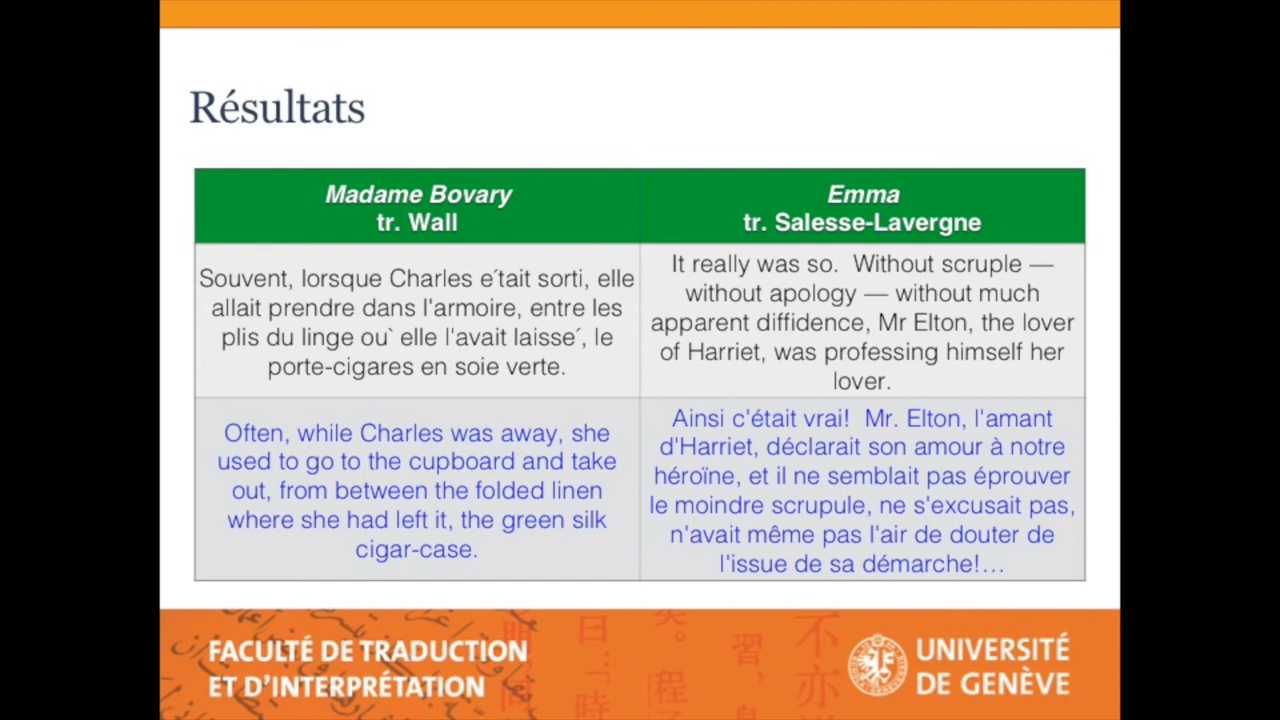 Résultats
Madame Bovary
tr. Wall
Emma
tr. Salesse-Lavergne
Souvent, lorsque Charles e´tait sorti, elle
allait prendre dans l'armoire, entre les
plis du linge ou` elle l'avait laisse´, le
porte-cigares en soie verte.
It really was so.  Without scruple —
without apology — without much
apparent diffidence, Mr Elton, the lover
of Harriet, was professing himself her
lover.
Often, while Charles was away, she
used to go to the cupboard and take
out, from between the folded linen
where she had left it, the green silk
cigar-case.
Ainsi c'était vrai!  Mr. Elton, l'amant
d'Harriet, déclarait son amour à notre
héroïne, et il ne semblait pas éprouver
le moindre scrupule, ne s'excusait pas,
n'avait même pas l'air de douter de
l'issue de sa démarche!…
FACULTÉ DE TRADUCTION
ET D'INTERPRÉTATION
UNIVERSITÉ
DE GENÈVE
日
時
習
不
亦
程